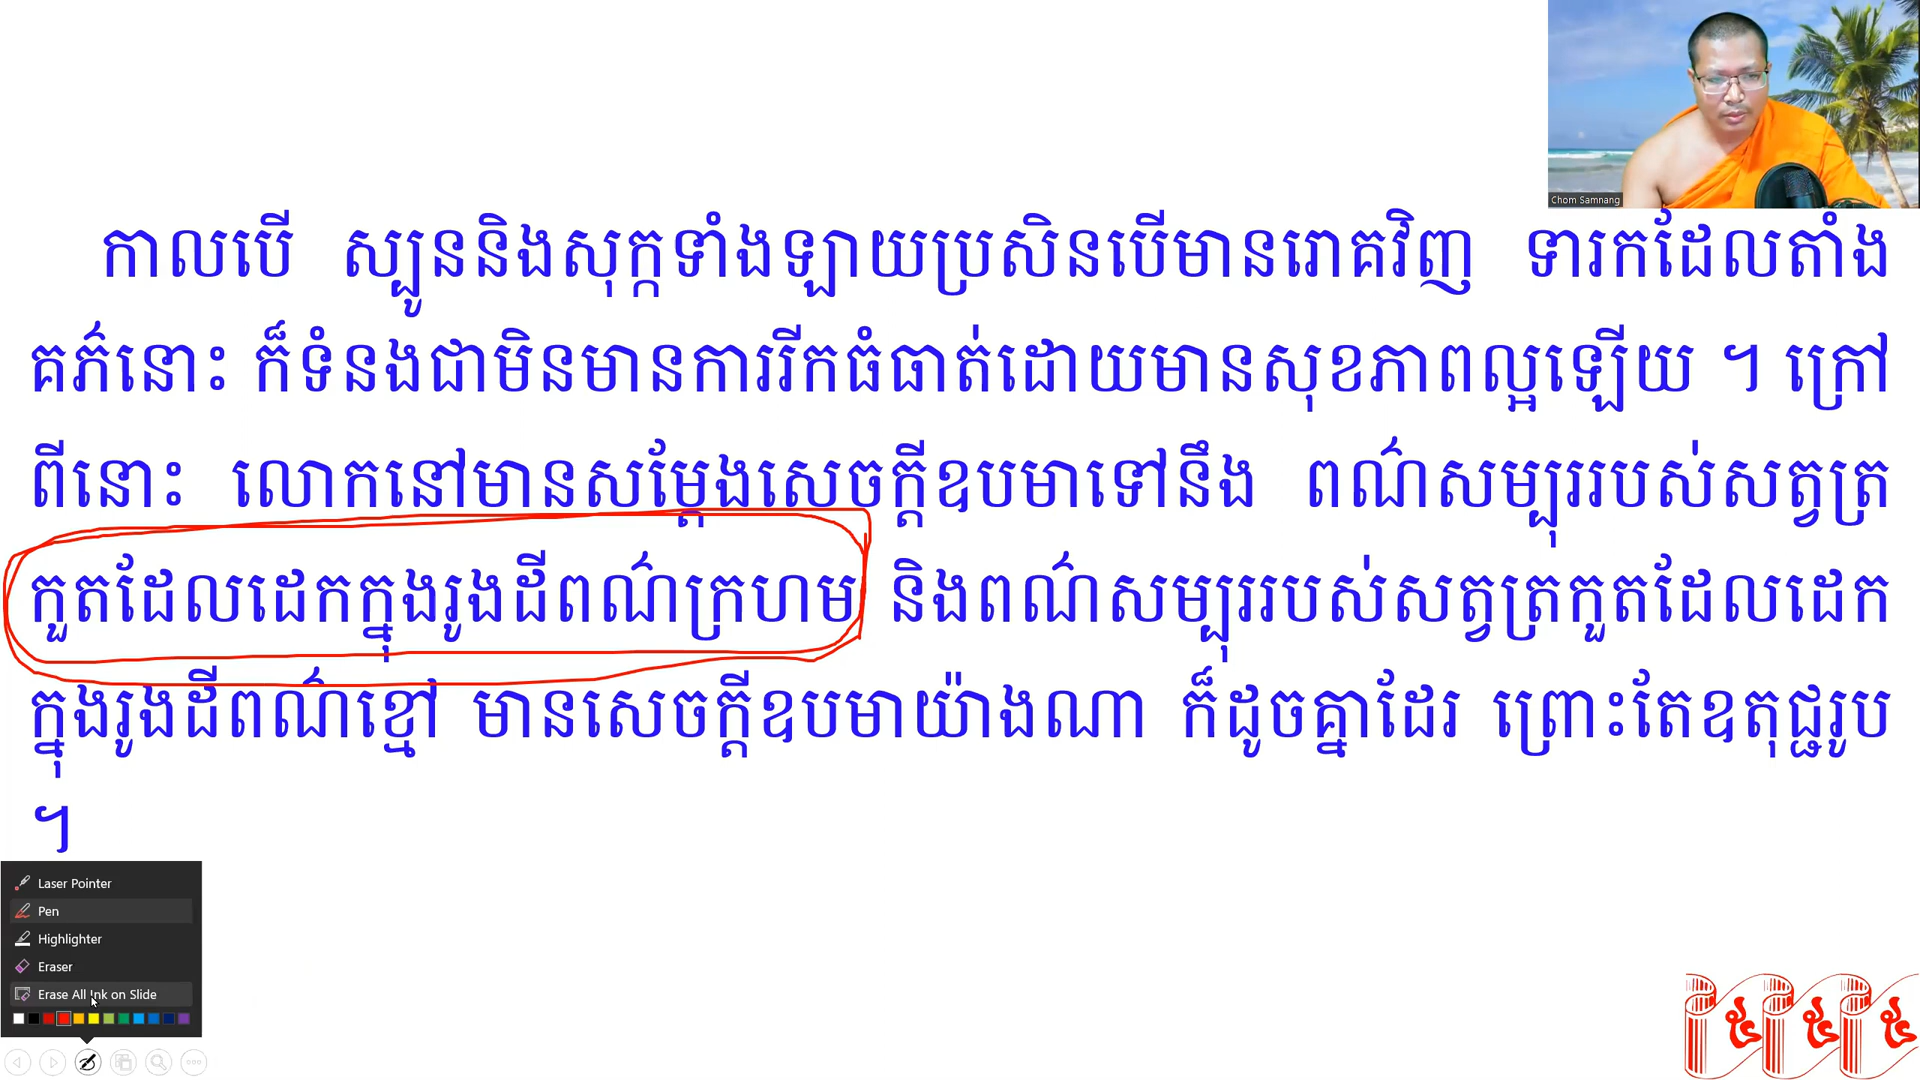 Chom Samnang
កាលបើ ស្បូននិងសុក្កទាំងឡាយប្រសិនបើមានរោគវិញ ទារកដែលតាំង
គភ៌នោះ ក៏ទំនងជាមិនមានការរីកធំធាត់ដោយមានសុខភាពល្អឡើយ ។ ក្រៅ
ពីនោះ លោកនៅមានសម្តែងសេចក្តីឧបមាទៅនឹង ពណ៌សម្បុររបស់សត្វត្រ
កួតដែលដេកក្នុងរូងដីពណ៌ក្រហម និងពណ៌សម្បុររបស់សត្វត្រកួតដែលដេក
ក្នុងរូងដីពណ៌ខ្មៅ មានសេចក្តីឧបមាយ៉ាងណា ក៏ដូចគ្នាដែរ ព្រោះតែឧតុជ្ជរូប
។
Laser Pointer
Pen
Highlighter
Eraser
Erase All Ink on Slide